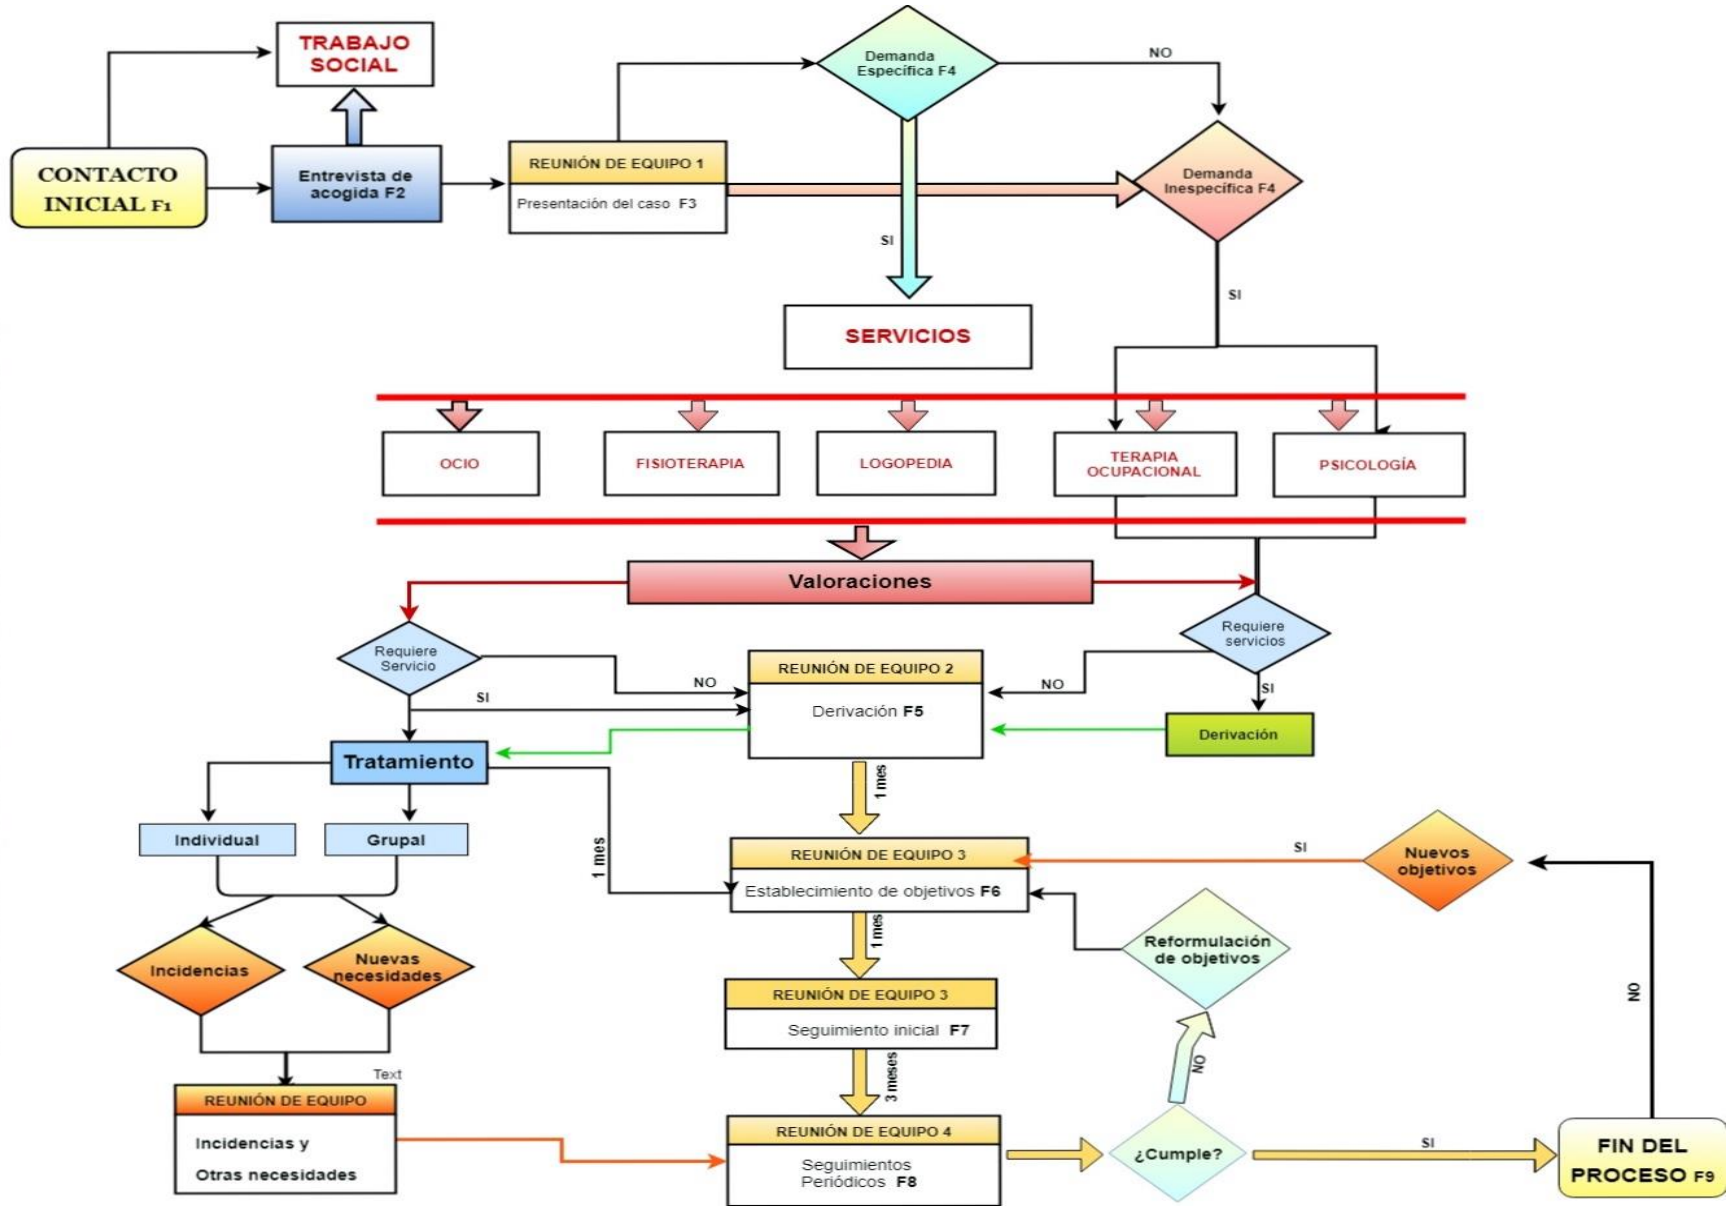 TRABAJO
SOCIAL
Demanda
Específica F4
NO
CONTACTO
INICIAL F1
Entrevista de
acogida F2
REUNIÓN DE EQUIPO 1
Presentación del caso F3
Demanda
Inespecífica F4
SI
SI
SERVICIOS
OCIO
FISIOTERAPIA
LOGOPEDIA
TERAPIA
OCUPACIONAL
PSICOLOGÍA
Valoraciones
Requiere
Servicio
Requiere
servicios
NO
SI
REUNIÓN DE EQUIPO 2
Derivación F5
NO
SI
Derivación
Tratamiento
1 mes
Individual
Grupal
1 mes
REUNIÓN DE EQUIPO 3
Establecimiento de objetivos F6
SI
Nuevos
objetivos
1 mes
Reformulación
de objetivos
Incidencias
Nuevas
necesidades
REUNIÓN DE EQUIPO 3
Seguimiento inicial F7
NO
NO
3 meses
Text
REUNIÓN DE EQUIPO
Incidencias y
Otras necesidades
REUNIÓN DE EQUIPO 4
Seguimientos
Periódicos F8
¿Cumple?
SI
FIN DEL
PROCESO F9